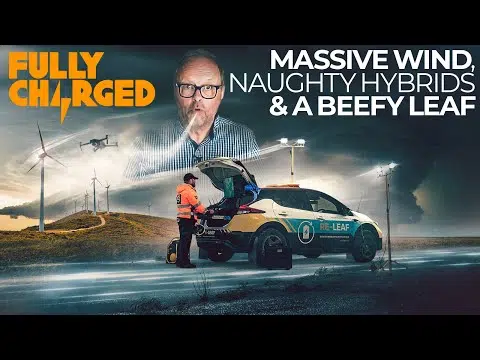 FULLY
CHARGED
MASSIVE WIND,
NAUGHTY HYBRIDS
& A BEEFY LEAF
RE-LEAF